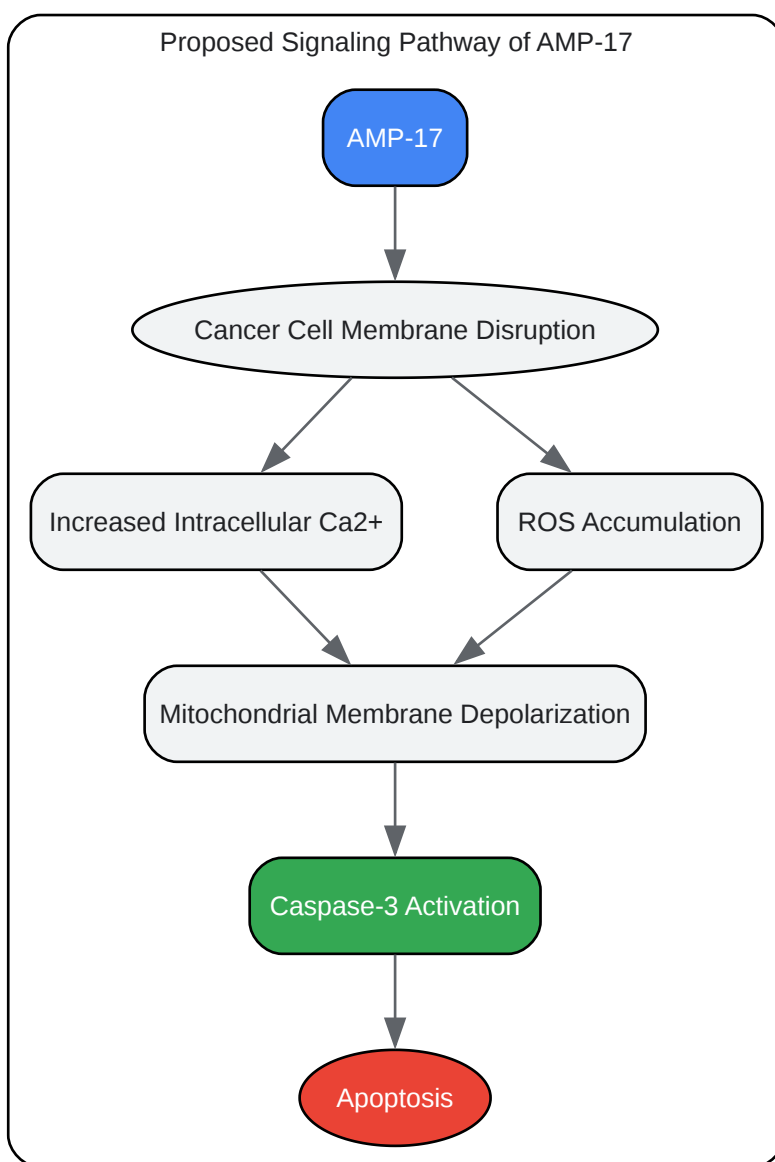 Proposed Signaling Pathway of AMP-17
AMP-17
Cancer Cell Membrane Disruption
Increased Intracellular Ca2+
ROS Accumulation
Mitochondrial Membrane Depolarization
Caspase-3 Activation
Apoptosis